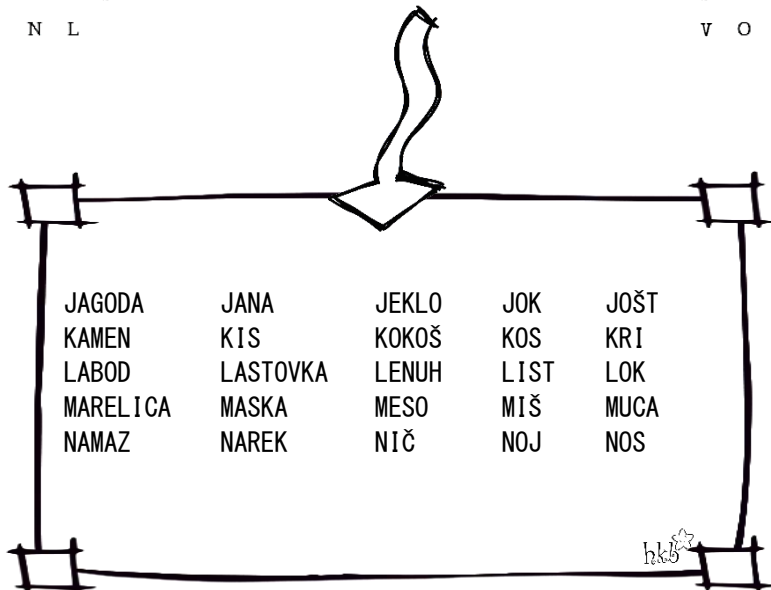 N L V O
JAGODA JANA JEKLO JOK JOŠT
KAMEN KIS KOKOŠ KOS KRI
LABOD LASTOVKA LENUH LIST LOK
MARELICA MASKA MESO MIŠ MUCA
NAMAZ NAREK NIČ NOJ NOS
hkb